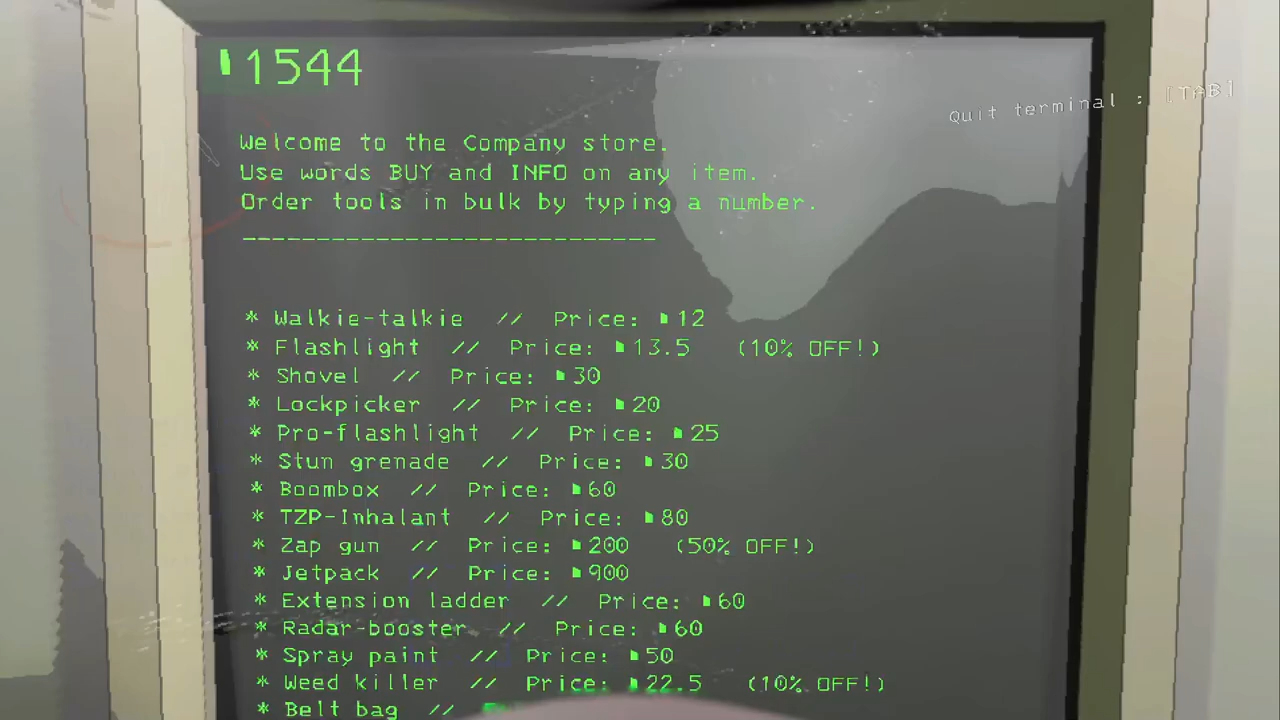 1544
Quit terminal : [TAB]
Welcome to the Company store.
Use words BUY and INFO on any item.
Order tools in bulk by typing a number.
____________________________
* Walkie-talkie // Price: ▮12
* Flashlight // Price: ▮13.5 (10% OFF!)
* Shovel // Price: ▮30
* Lockpicker // Price: ▮20
* Pro-flashlight // Price: ▮25
* Stun grenade // Price: ▮30
* Boombox // Price: ▮60
* TZP-Inhalant // Price: ▮80
* Zap gun // Price: ▮200 (50% OFF!)
* Jetpack // Price: ▮900
* Extension ladder // Price: ▮60
* Radar-booster // Price: ▮60
* Spray paint // Price: ▮50
* Weed killer // Price: ▮22.5 (10% OFF!)
* Belt bag //